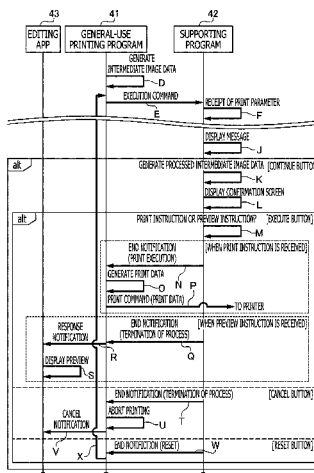 43
41
42
EDITING APP
GENERAL-USE PRINTING PROGRAM
SUPPORTING PROGRAM
GENERATE INTERMEDIATE IMAGE DATA
D
EXECUTION COMMAND
E
RECEIPT OF PRINT PARAMETER
F
DISPLAY MESSAGE
J
alt
GENERATE PROCESSED INTERMEDIATE IMAGE DATA [CONTINUE BUTTON]
K
DISPLAY CONFIRMATION SCREEN
L
alt
PRINT INSTRUCTION OR PREVIEW INSTRUCTION? [EXECUTE BUTTON]
M
END NOTIFICATION (PRINT EXECUTION)
[WHEN PRINT INSTRUCTION IS RECEIVED]
N P
GENERATE PRINT DATA
O
PRINT COMMAND (PRINT DATA)
TO PRINTER
RESPONSE NOTIFICATION
END NOTIFICATION (TERMINATION OF PROCESS)
[WHEN PREVIEW INSTRUCTION IS RECEIVED]
R
Q
DISPLAY PREVIEW
S
END NOTIFICATION (TERMINATION OF PROCESS) [CANCEL BUTTON]
CANCEL NOTIFICATION
ABORT PRINTING
U
T
V
X
END NOTIFICTION (RESET)
W
[RESET BUTTON]